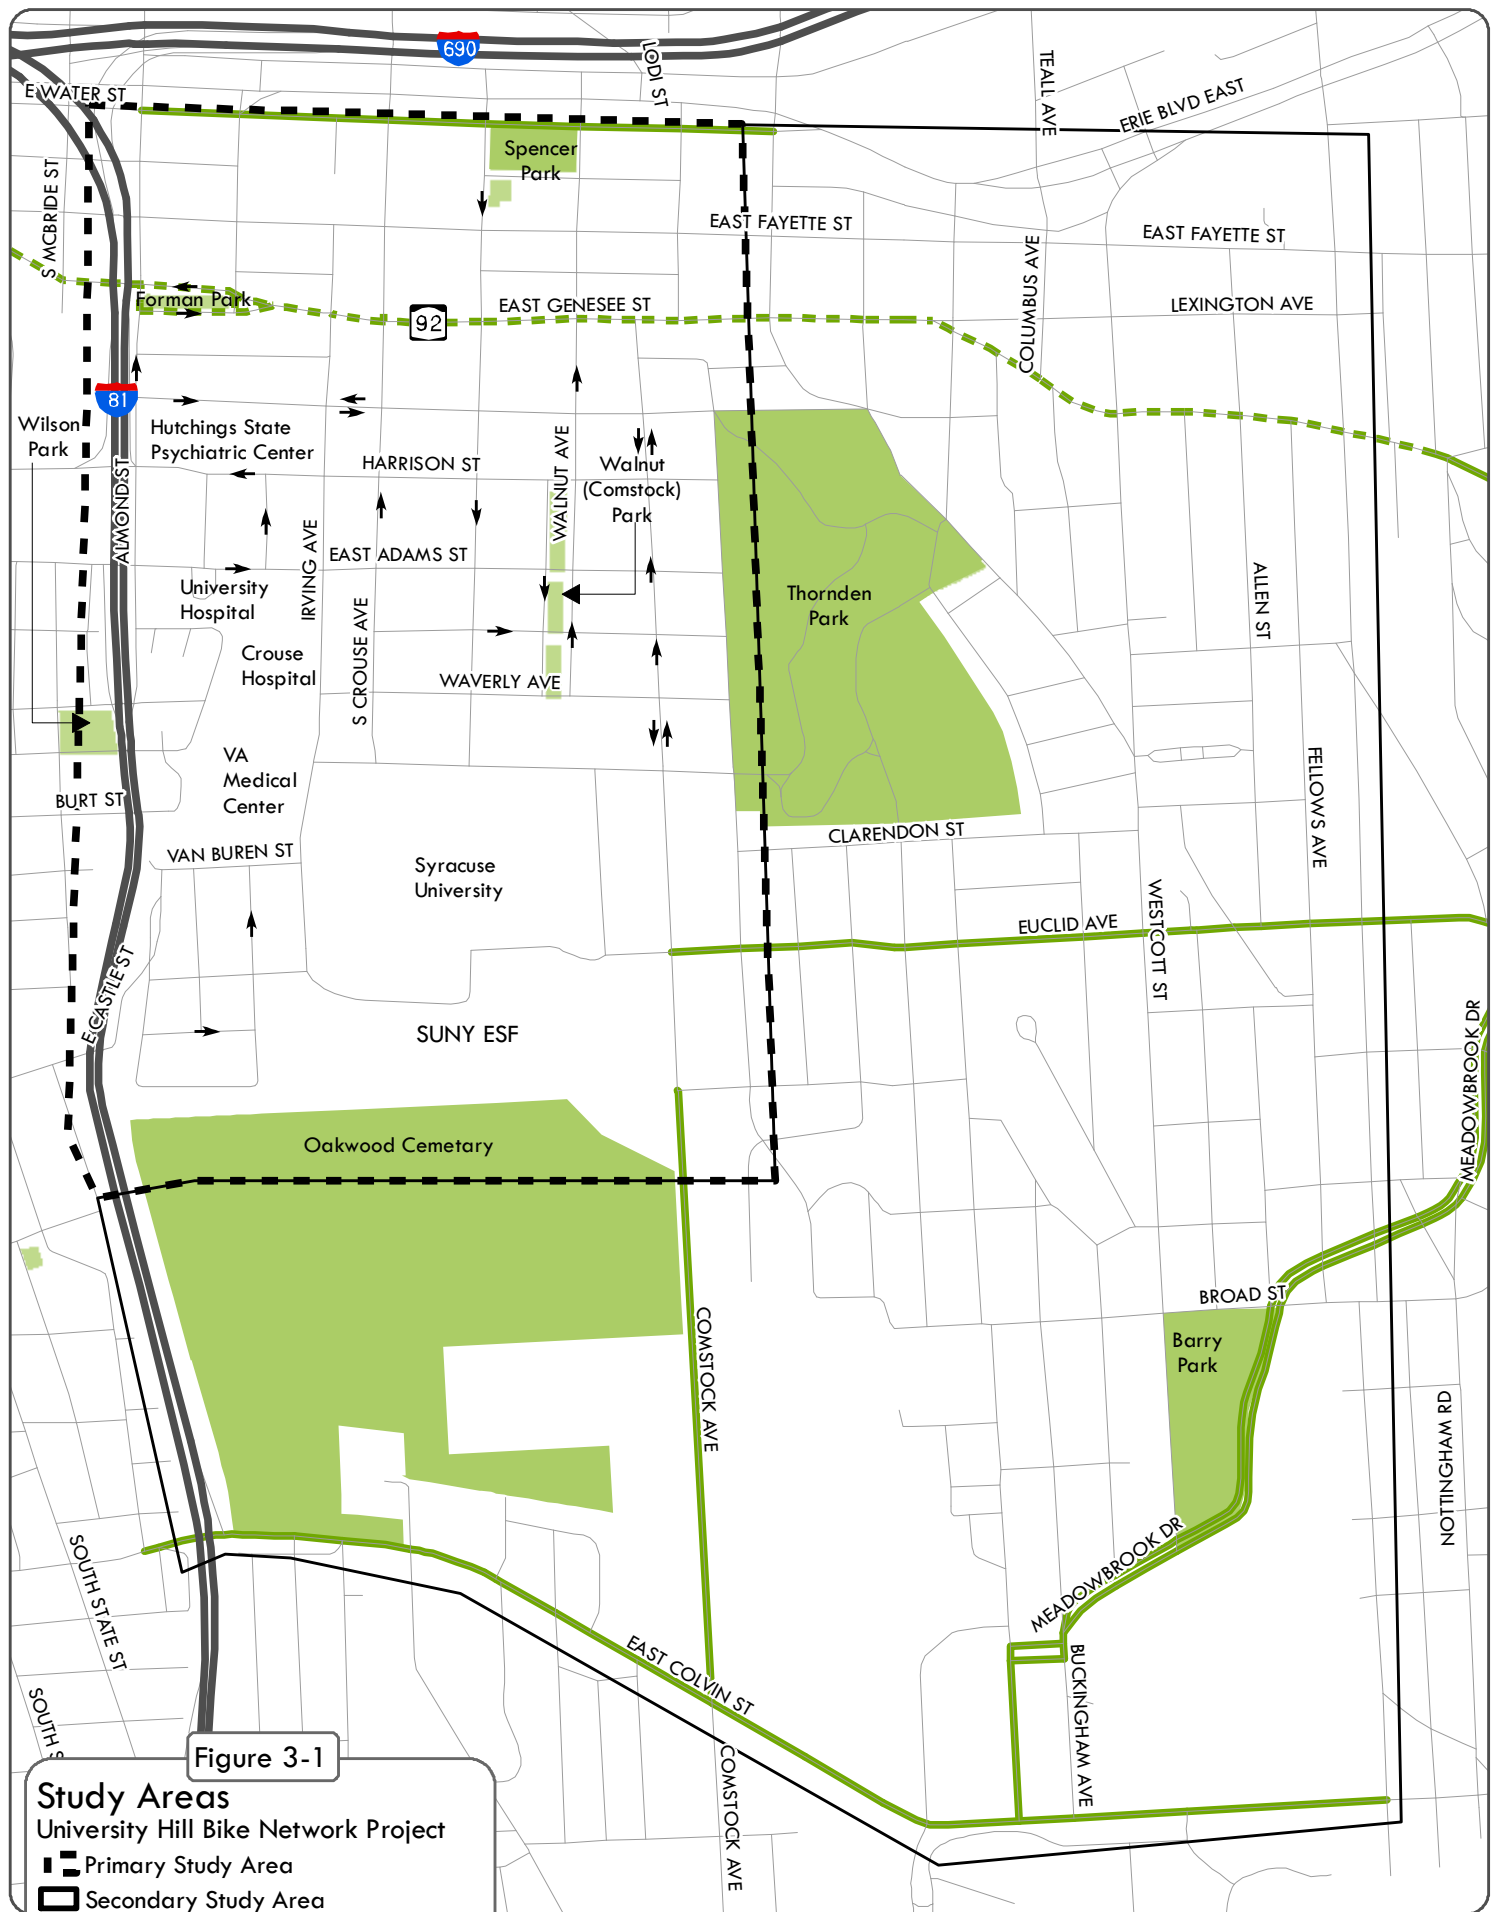 690
LODI ST
TEALL AVE
E WATER ST
ERIE BLVD EAST
Spencer
Park
S MCBRIDE ST
EAST FAYETTE ST
EAST FAYETTE ST
COLUMBUS AVE
Forman Park
EAST GENESEE ST
92
LEXINGTON AVE
81
Wilson
Park
Hutchings State
Psychiatric Center
HARRISON ST
WALNUT AVE
Walnut
(Comstock)
Park
ALMOND ST
IRVING AVE
EAST ADAMS ST
University
Hospital
S CROUSE AVE
Thornden
Park
ALLEN ST
Crouse
Hospital
WAVERLY AVE
VA
Medical
Center
FELLOWS AVE
BURT ST
CLARENDON ST
VAN BUREN ST
Syracuse
University
WESTCOTT ST
EUCLID AVE
E CASTLE ST
SUNY ESF
MEADOWBROOK DR
Oakwood Cemetary
BROAD ST
COMSTOCK AVE
Barry
Park
NOTTINGHAM RD
MEADOWBROOK DR
SOUTH STATE ST
EAST COLVIN ST
BUCKINGHAM AVE
SOUTH S
COMSTOCK AVE
Figure 3-1
Study Areas
University Hill Bike Network Project
Primary Study Area
Secondary Study Area